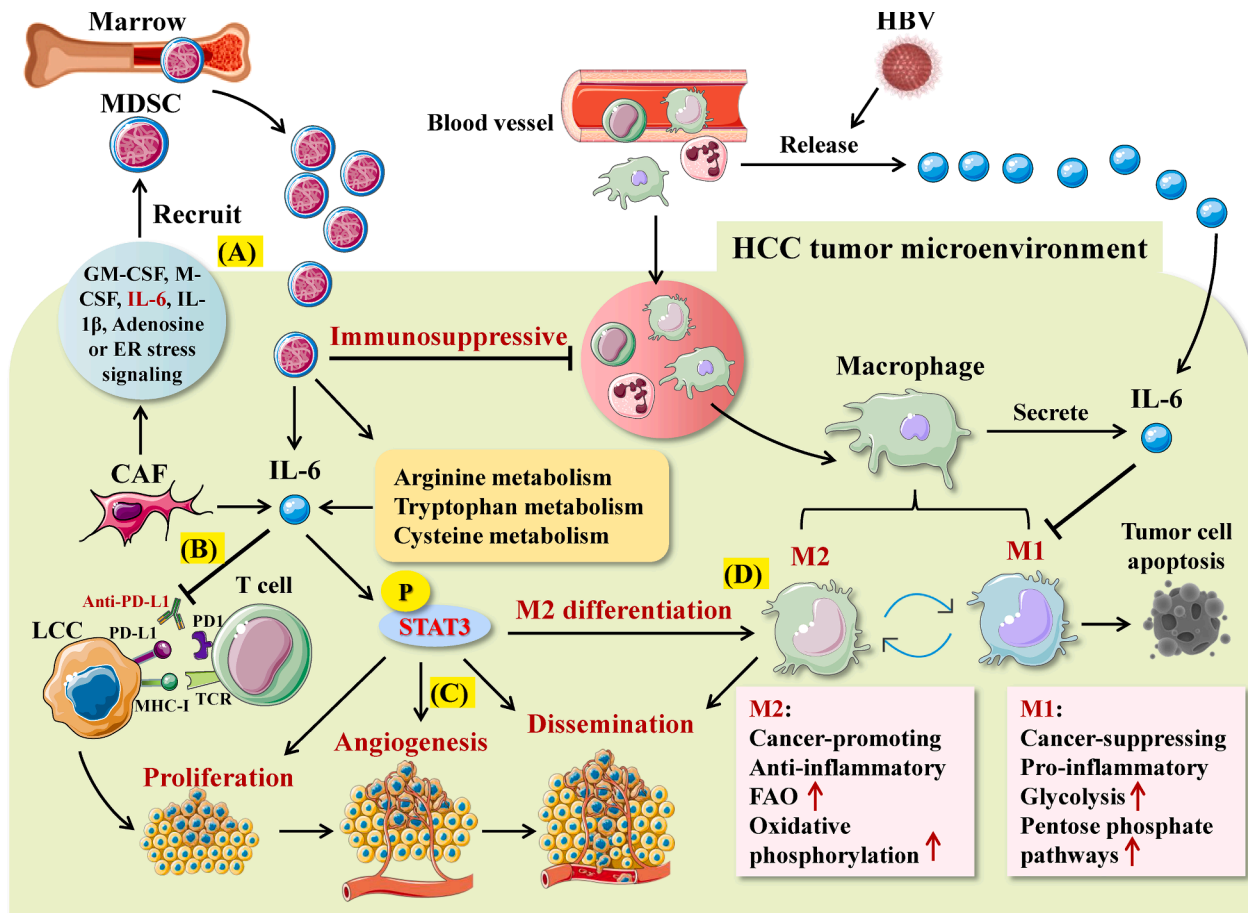 Marrow
HBV
MDSC
Blood vessel
Release
Recruit
(A)
HCC tumor microenvironment
GM-CSF, M-
CSF, IL-6, IL-
1β, Adenosine
or ER stress
signaling
Immunosuppressive
Macrophage
Secrete
IL-6
CAF
IL-6
Arginine metabolism
Tryptophan metabolism
Cysteine metabolism
(B)
M2
M1
Tumor cell
apoptosis
(D)
T cell
Anti-PD-L1
PD1
LCC
PD-L1
MHC-I
TCR
P
STAT3
M2 differentiation
(C)
Proliferation
Angiogenesis
Dissemination
M2:
Cancer-promoting
Anti-inflammatory
FAO
Oxidative
phosphorylation
M1:
Cancer-suppressing
Pro-inflammatory
Glycolysis
Pentose phosphate
pathways